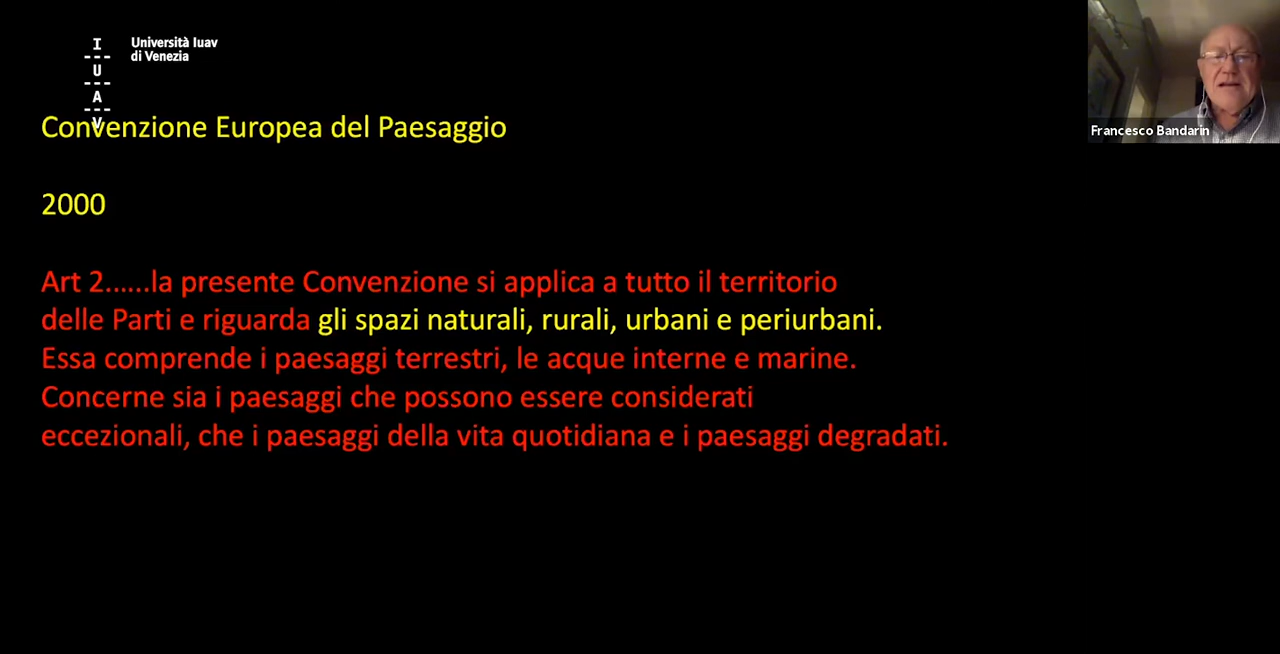 I
U
A
V
Università Iuav
di Venezia
Francesco Bandarin
Convenzione Europea del Paesaggio
2000
Art 2......la presente Convenzione si applica a tutto il territorio
delle Parti e riguarda gli spazi naturali, rurali, urbani e periurbani.
Essa comprende i paesaggi terrestri, le acque interne e marine.
Concerne sia i paesaggi che possono essere considerati
eccezionali, che i paesaggi della vita quotidiana e i paesaggi degradati.